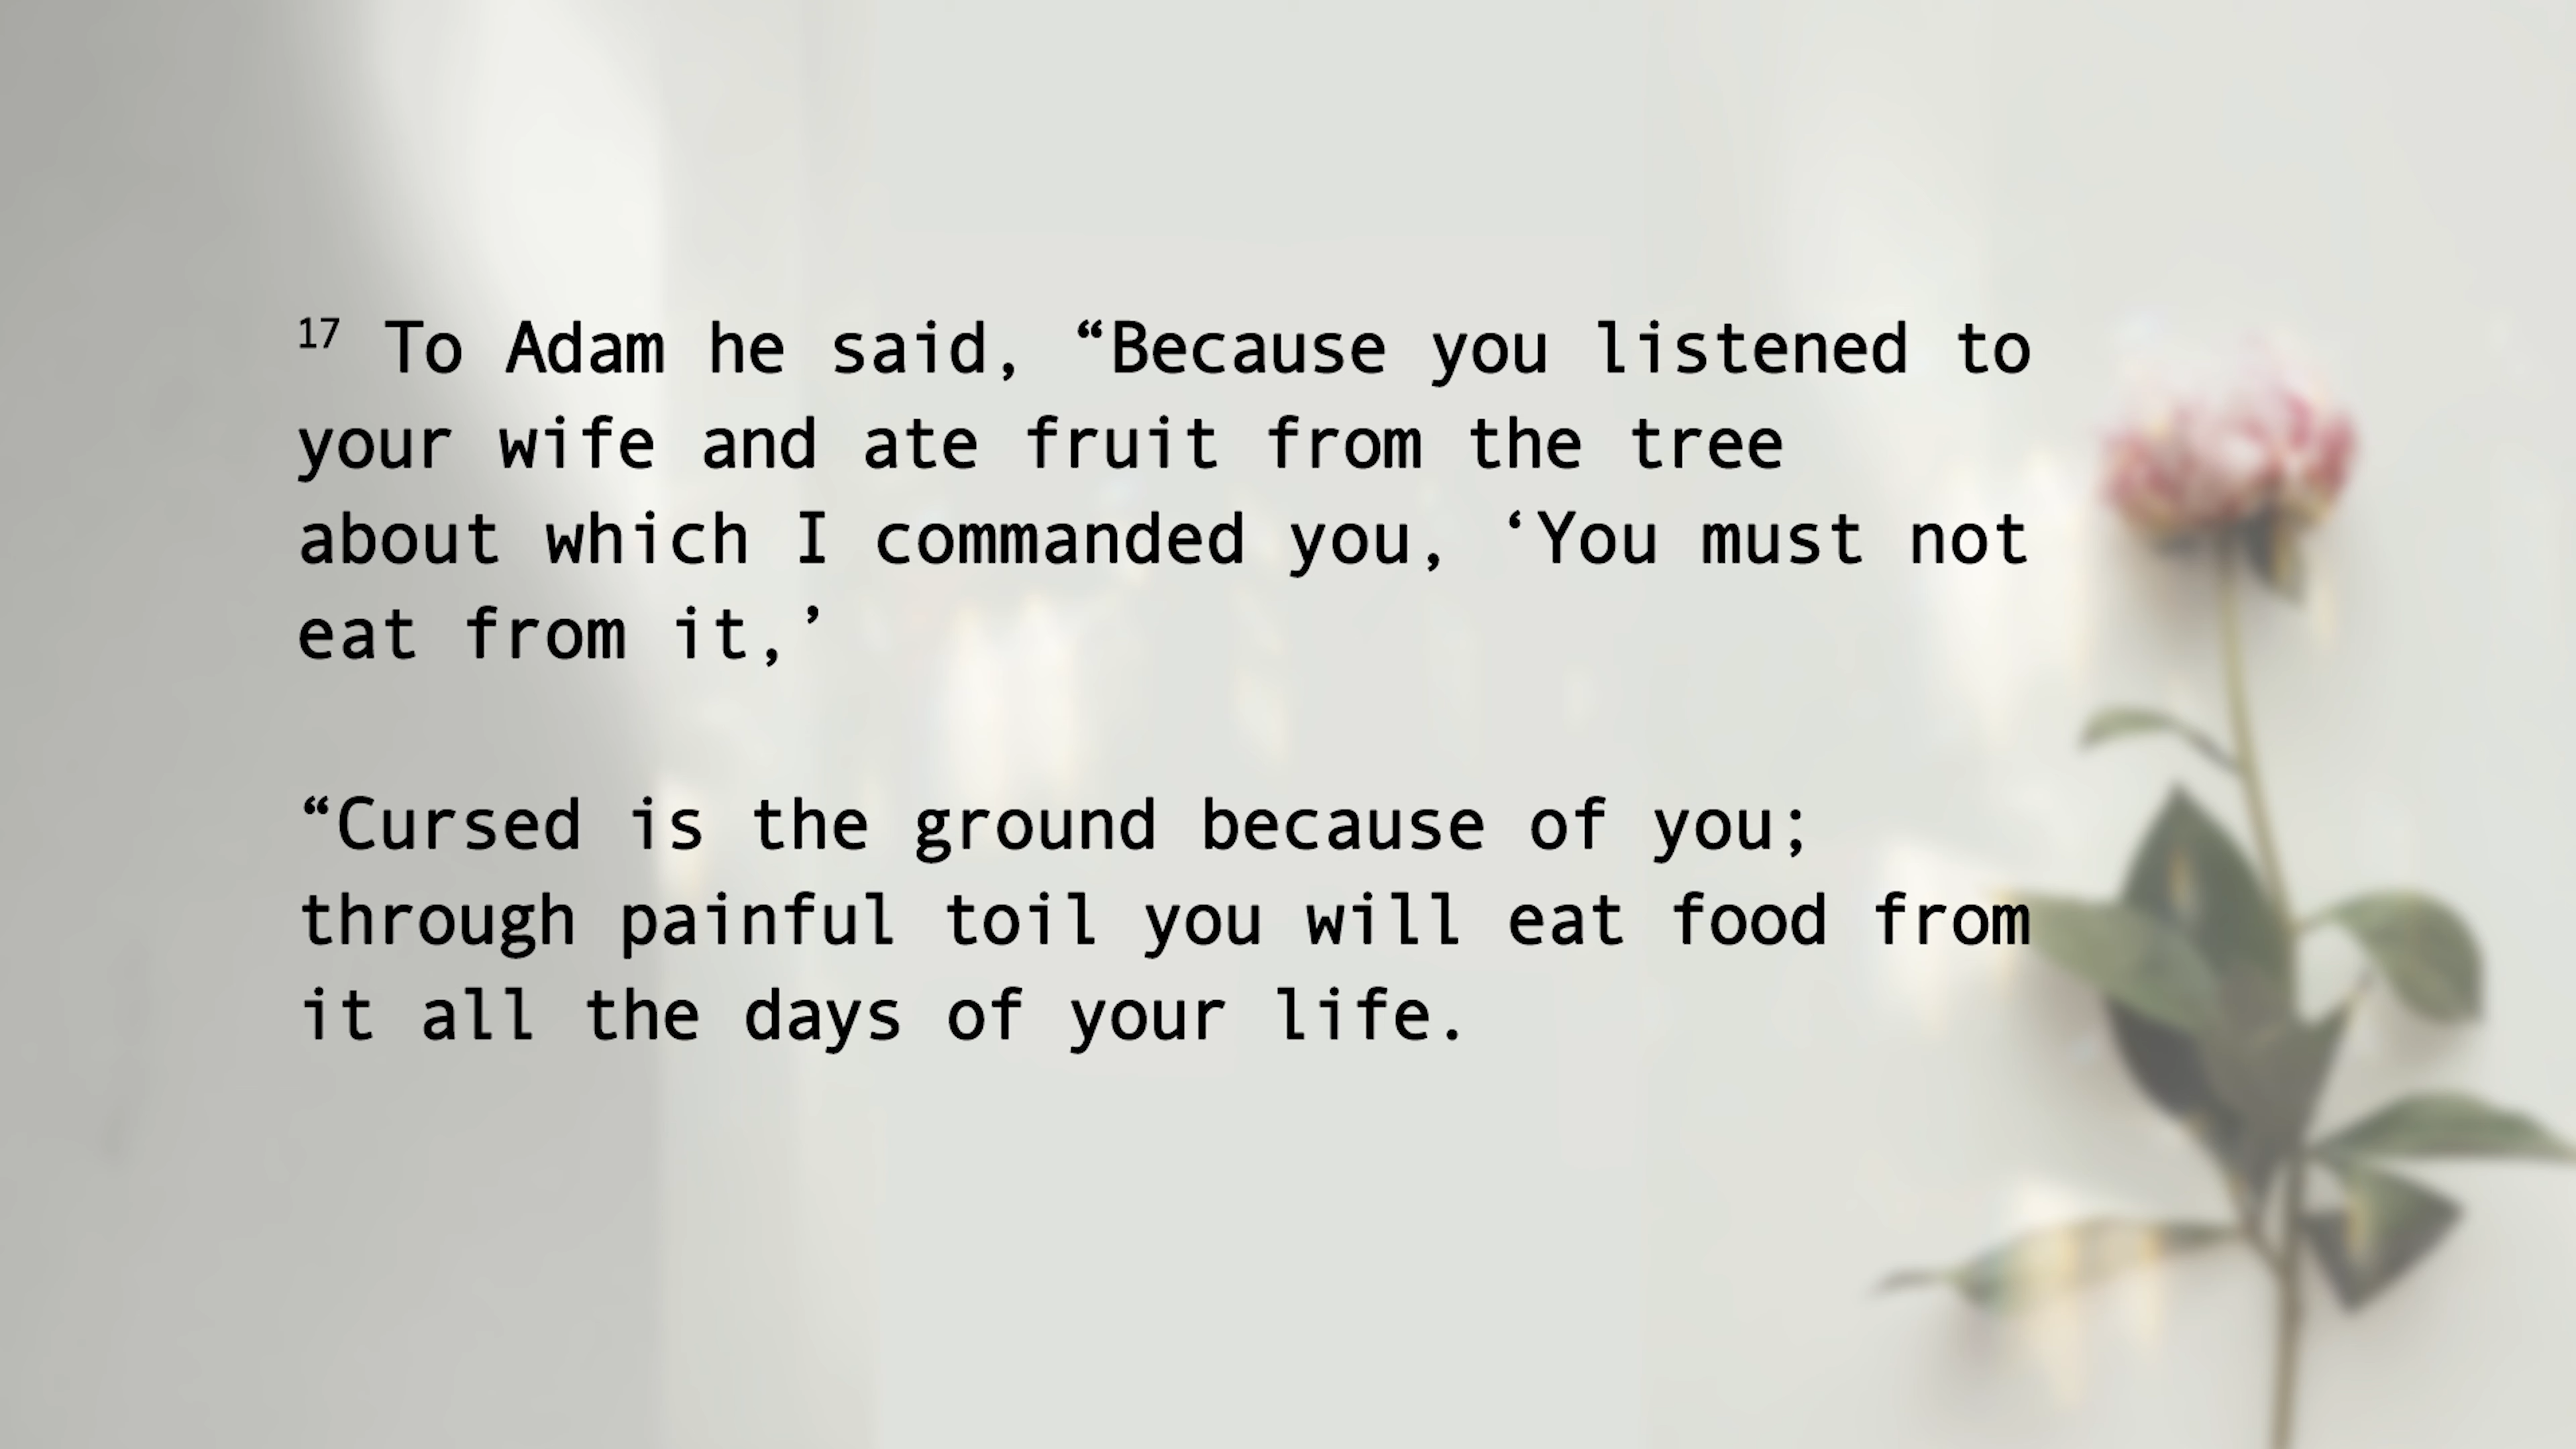 17 To Adam he said, “Because you listened to
your wife and ate fruit from the tree
about which I commanded you, ‘You must not
eat from it,’
“Cursed is the ground because of you;
through painful toil you will eat food from
it all the days of your life.